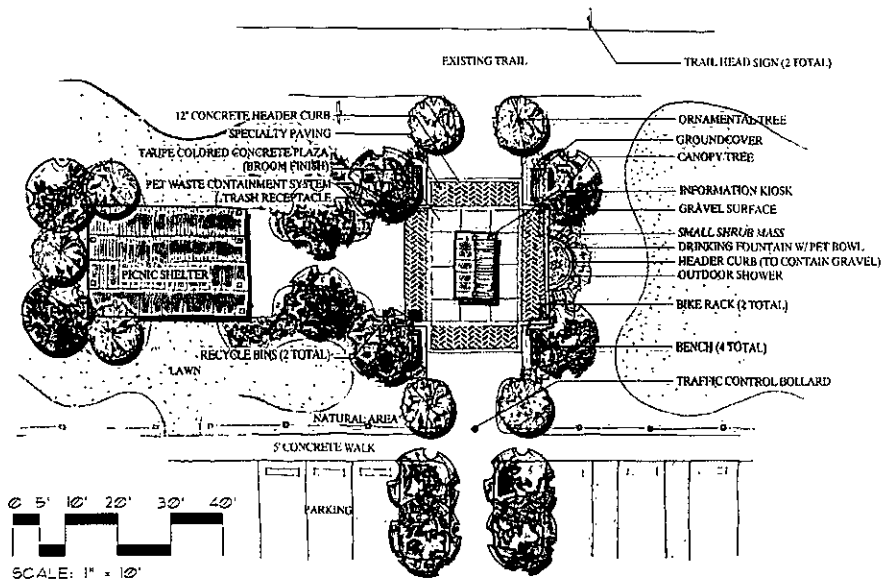 EXISTING TRAIL
TRAIL HEAD SIGN (2 TOTAL)
12" CONCRETE HEADER CURB
SPECIALTY PAVING
TAUPE COLORED CONCRETE PLAZA
(BROOM FINISH)
PET WASTE CONTAINMENT SYSTEM
TRASH RECEPTACLE
PICNIC SHELTER
RECYCLE BINS (2 TOTAL)
LAWN
NATURAL AREA
5' CONCRETE WALK
PARKING
ORNAMENTAL TREE
GROUNDCOVER
CANOPY TREE
INFORMATION KIOSK
GRAVEL SURFACE
SMALL SHRUB MASS
DRINKING FOUNTAIN W/PET BOWL
HEADER CURB (TO CONTAIN GRAVEL)
OUTDOOR SHOWER
BIKE RACK (2 TOTAL)
BENCH (4 TOTAL)
TRAFFIC CONTROL BOLLARD
0 5' 10' 20' 30' 40'
SCALE: 1" = 10'